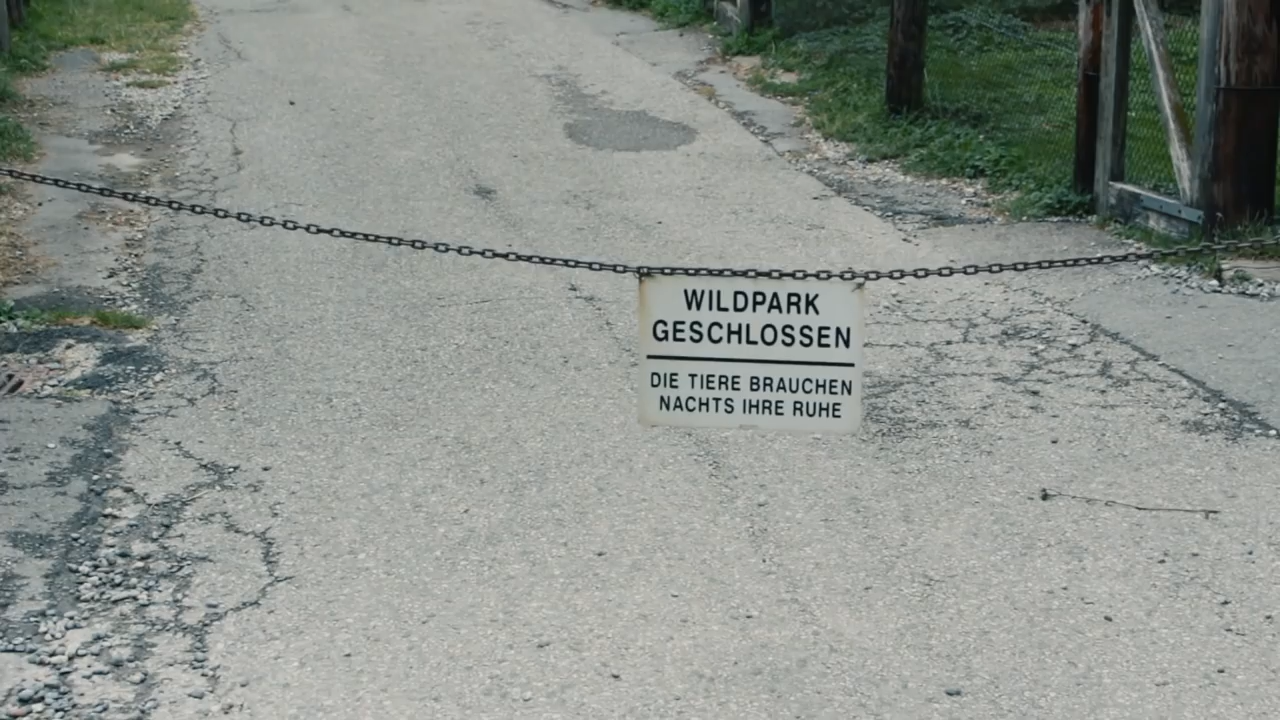 WILDPARK
GESCHLOSSEN
DIE TIERE BRAUCHEN
NACHTS IHRE RUHE